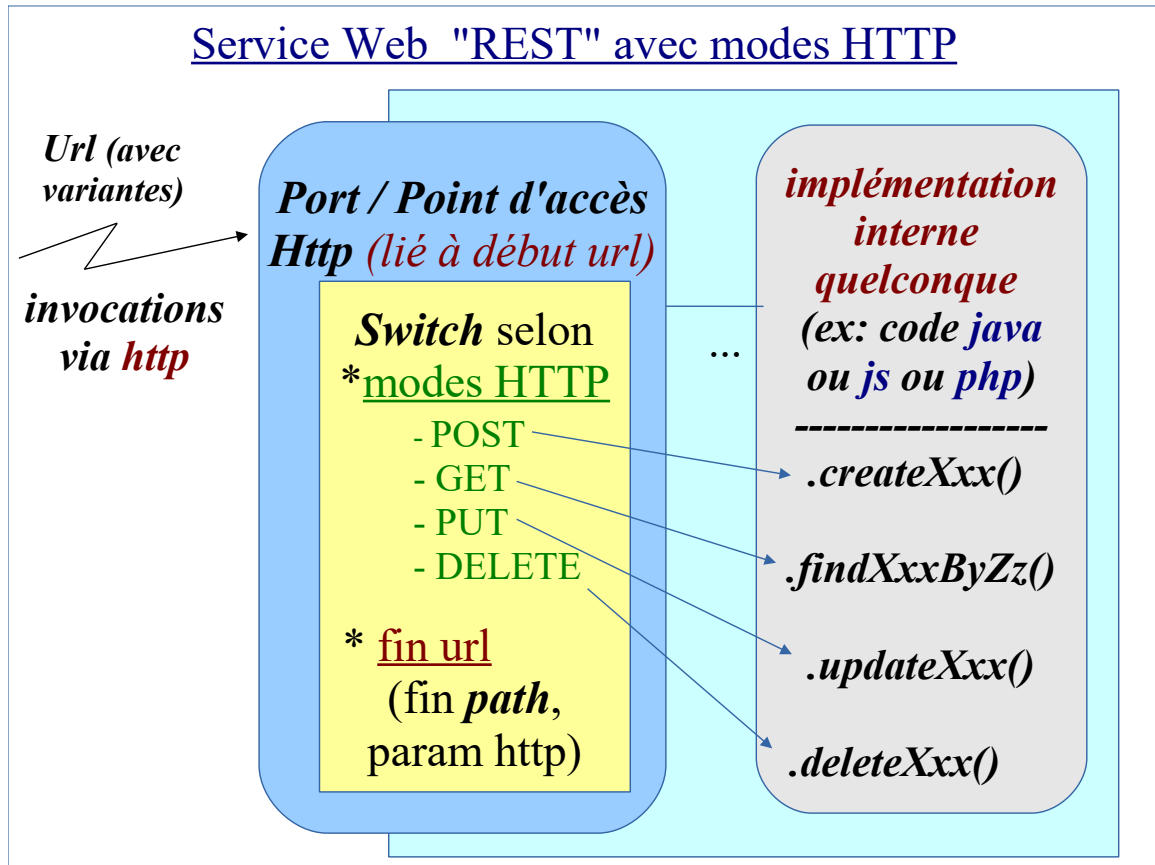 Service Web "REST" avec modes HTTP
Url (avec
variantes)
invocations
via http
Port / Point d'accès
Http (lié à début url)
Switch selon
*modes HTTP
- POST
- GET
- PUT
- DELETE
* fin url
(fin path,
param http)
...
implémentation
interne
quelconque
(ex: code java
ou js ou php)
------------------
.createXxx()
.findXxxByZz()
.updateXxx()
.deleteXxx()